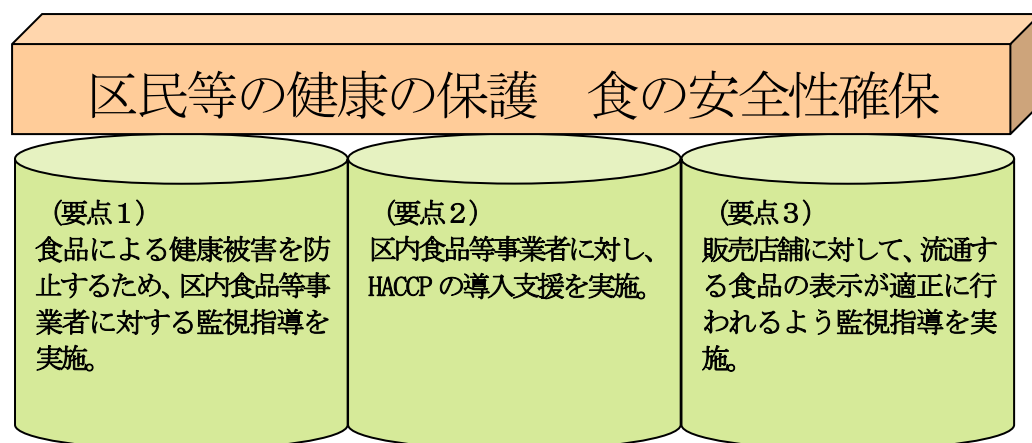 区民等の健康の保護　食の安全性確保
（要点１）
食品による健康被害を防
止するため、区内食品等事
業者に対する監視指導を
実施。
（要点２）
区内食品等事業者に対し、
HACCP の導入支援を実施。
（要点３）
販売店舗に対して、流通す
る食品の表示が適正に行
われるよう監視指導を実
施。